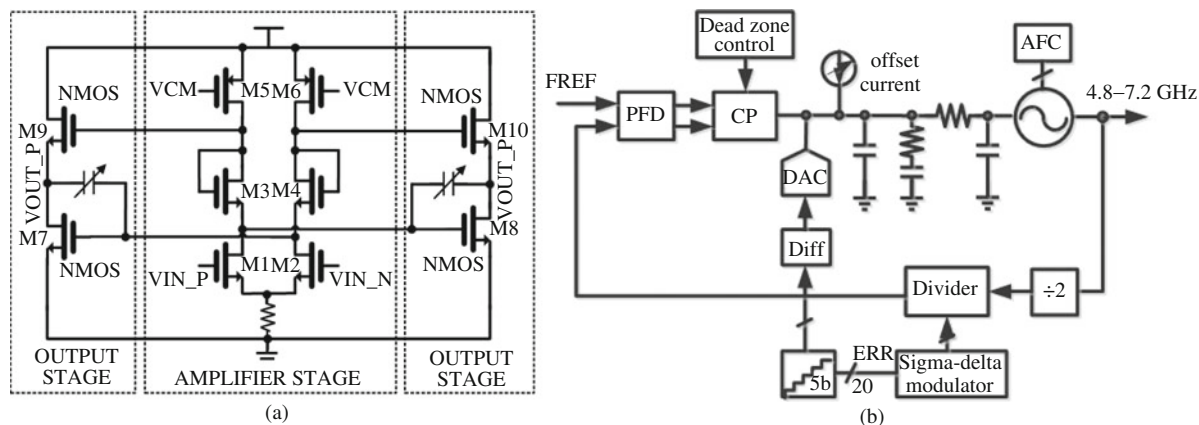 NMOS
VCM
M5
M6
VCM
NMOS
M9
M10
VOUT_P
M3
M4
VOUT_P
M7
M8
NMOS
VIN_P
M1
M2
VIN_N
NMOS
OUTPUT
STAGE
AMPLIFIER STAGE
OUTPUT
STAGE
(a)
Dead zone
control
offset
current
AFC
FREF
4.8–7.2 GHz
PFD
CP
DAC
Diff
Divider
÷2
5b
ERR
20
Sigma-delta
modulator
(b)